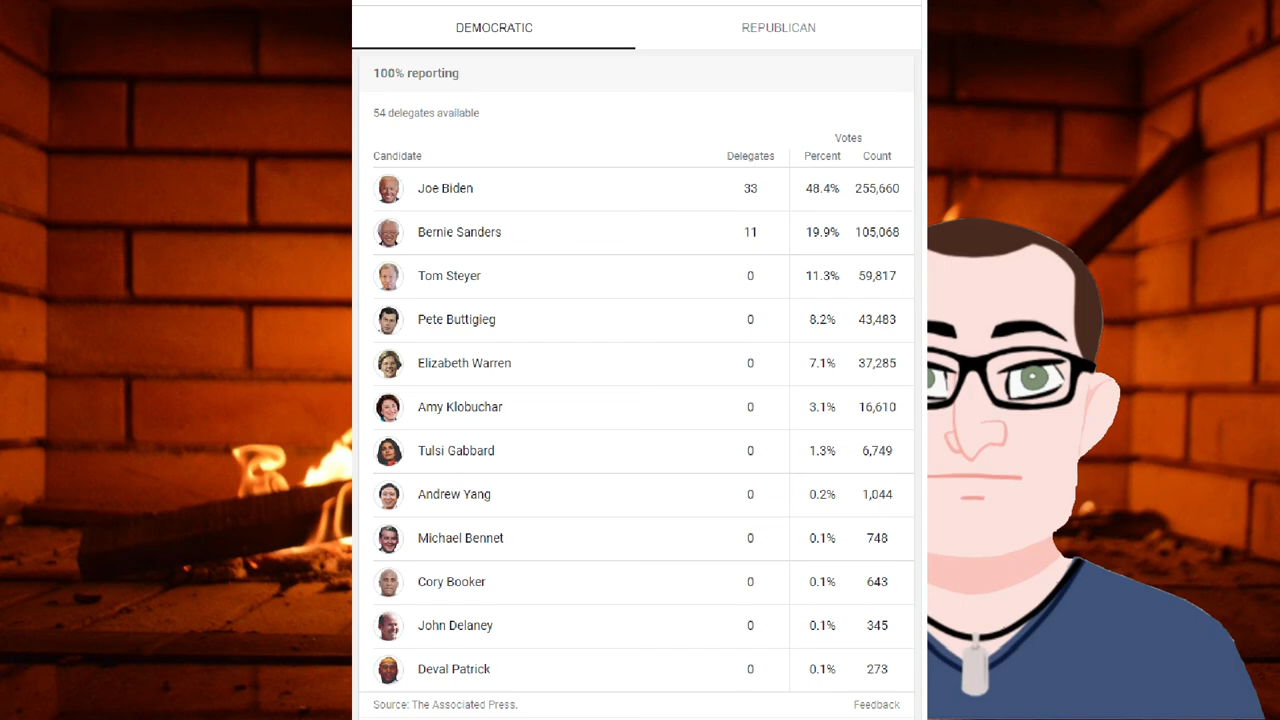 DEMOCRATIC REPUBLICAN
100% reporting
54 delegates available
Votes
Candidate Delegates Percent Count
Joe Biden 33 48.4% 255,660
Bernie Sanders 11 19.9% 105,068
Tom Steyer 0 11.3% 59,817
Pete Buttigieg 0 8.2% 43,483
Elizabeth Warren 0 7.1% 37,285
Amy Klobuchar 0 3.1% 16,610
Tulsi Gabbard 0 1.3% 6,749
Andrew Yang 0 0.2% 1,044
Michael Bennet 0 0.1% 748
Cory Booker 0 0.1% 643
John Delaney 0 0.1% 345
Deval Patrick 0 0.1% 273
Source: The Associated Press. Feedback